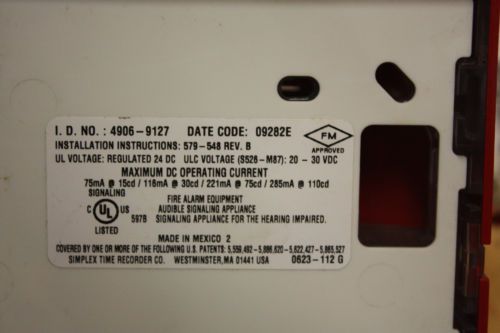 I. D. NO. : 4906-9127 DATE CODE: 09282E
INSTALLATION INSTRUCTIONS: 579-548 REV. B
FM
APPROVED
UL VOLTAGE: REGULATED 24 DC ULC VOLTAGE (S526-M87): 20 - 30 VDC
MAXIMUM DC OPERATING CURRENT
75mA @ 15cd / 116mA @ 30cd / 221mA @ 75cd / 285mA @ 110cd
SIGNALING
C UL US
LISTED
597B
FIRE ALARM EQUIPMENT
AUDIBLE SIGNALING APPLIANCE
SIGNALING APPLIANCE FOR THE HEARING IMPAIRED.
MADE IN MEXICO 2
COVERED BY ONE OR MORE OF THE FOLLOWING U.S. PATENTS: 5,559,492-5,886,620-5,622,427-5,865,527
SIMPLEX TIME RECORDER CO. WESTMINSTER, MA 01441 USA 0623-112 G